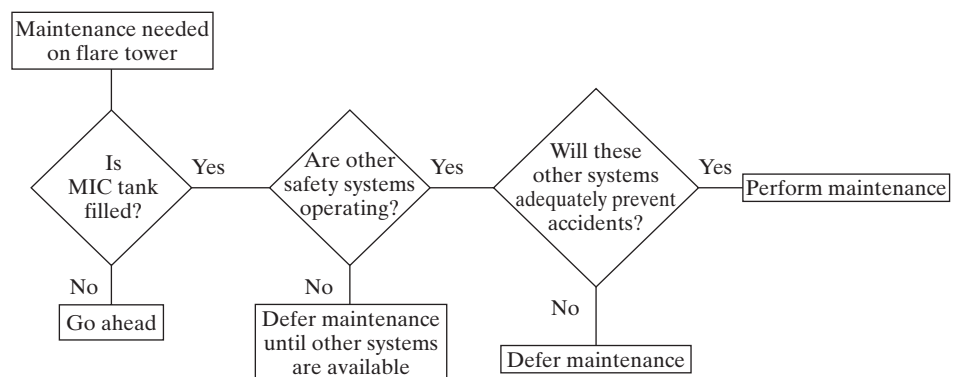 Maintenance needed
on flare tower
Is
MIC tank
filled?
Yes
No
Go ahead
Are other
safety systems
operating?
Yes
No
Defer maintenance
until other systems
are available
Will these
other systems
adequately prevent
accidents?
Yes
Perform maintenance
No
Defer maintenance